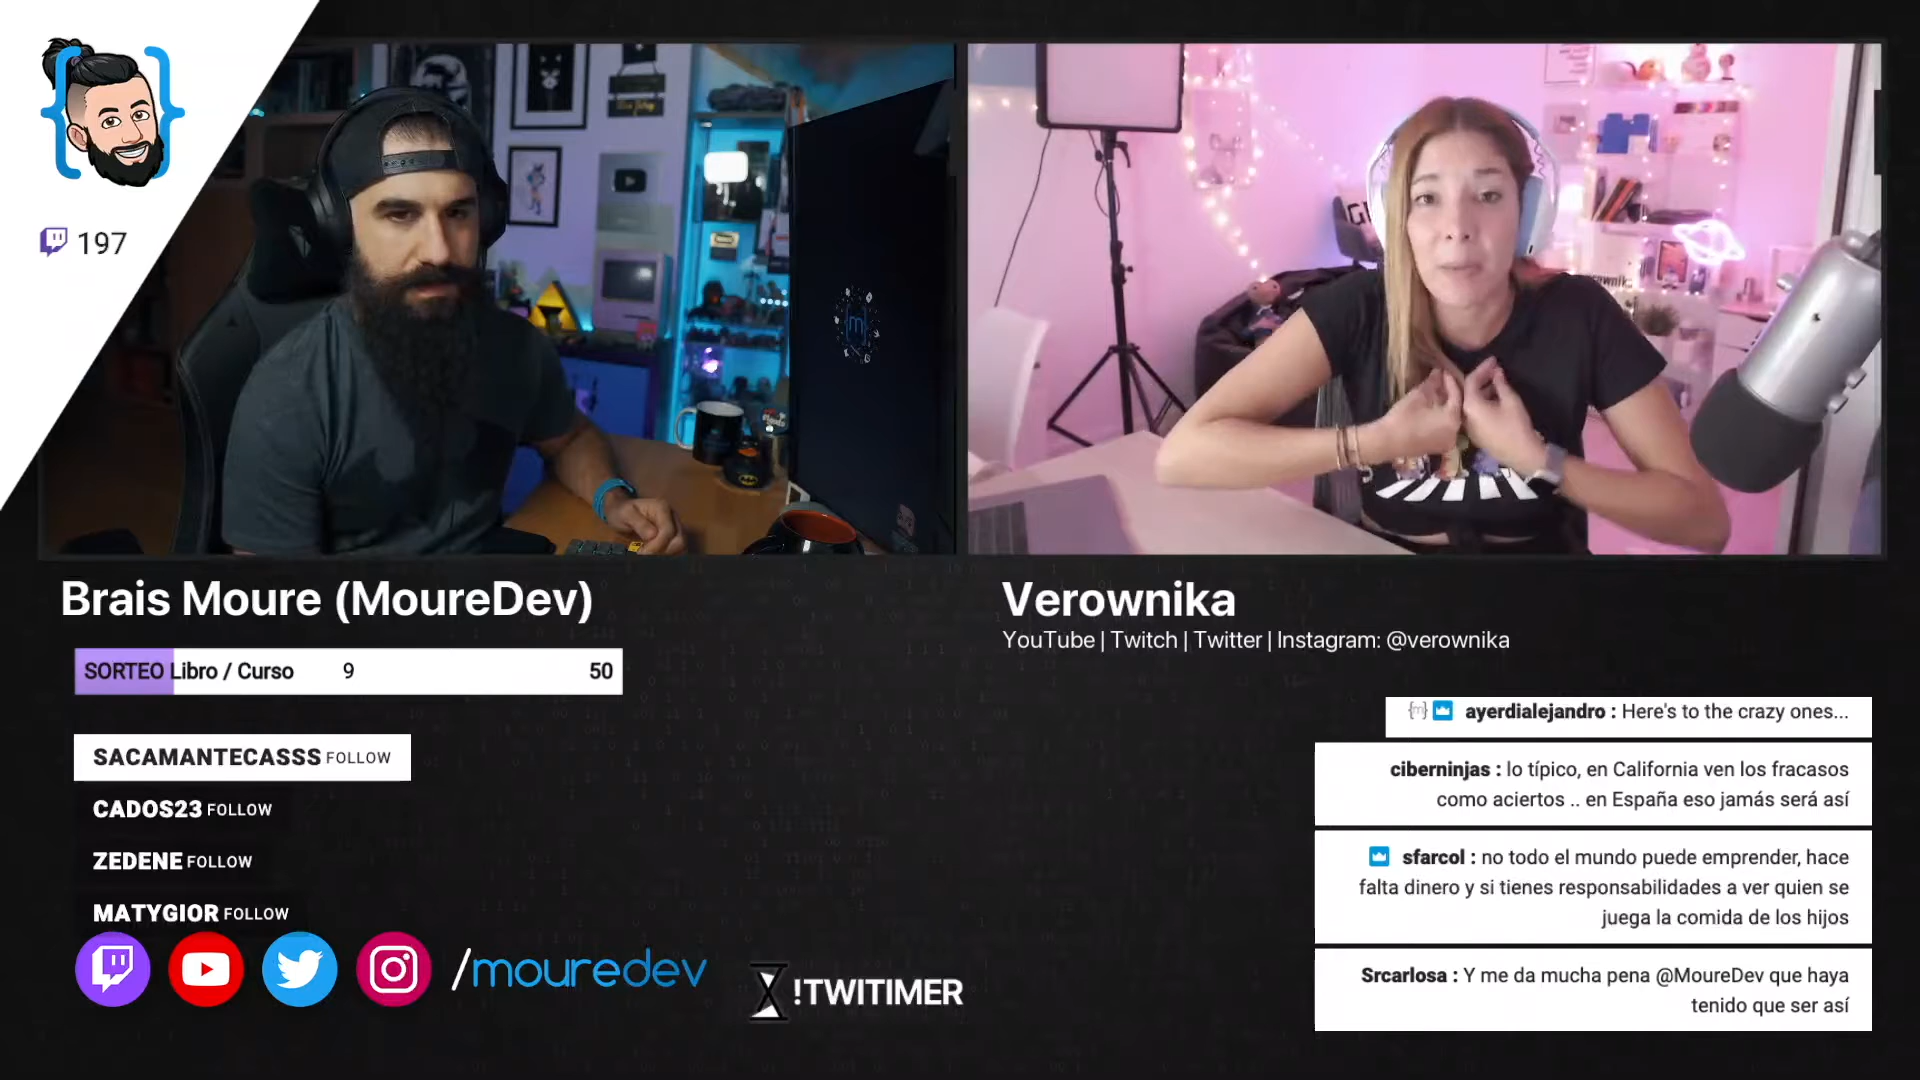 197
Brais Moure (MoureDev)
SORTEO Libro / Curso 9 50
SACAMANTECASSS FOLLOW
CADOS23 FOLLOW
ZEDENE FOLLOW
MATYGIOR FOLLOW
/mouredev
!TWITIMER
Verownika
YouTube | Twitch | Twitter | Instagram: @verownika
ayerdialejandro : Here's to the crazy ones...
ciberninjas : lo típico, en California ven los fracasos
como aciertos .. en España eso jamás será así
sfarcol : no todo el mundo puede emprender, hace
falta dinero y si tienes responsabilidades a ver quien se
juega la comida de los hijos
Srcarlosa : Y me da mucha pena @MoureDev que haya
tenido que ser así